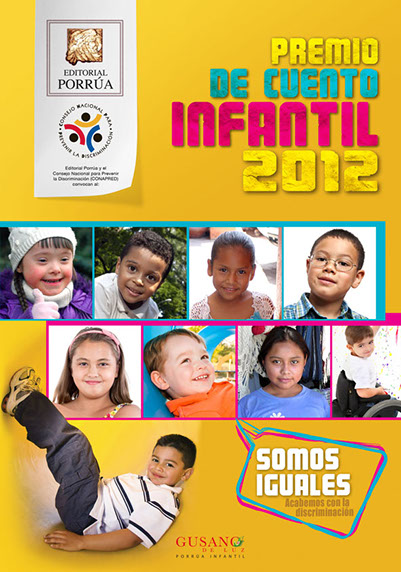 EDITORIAL
PORRÚA
CONSEJO NACIONAL PARA
PREVENIR LA DISCRIMINACIÓN
Editorial Porrúa y el
Consejo Nacional para Prevenir
la Discriminación (CONAPRED)
convocan al:
PREMIO
DE CUENTO
INFANTIL
2012
SOMOS
IGUALES
Acabemos con la
discriminación
GUSANO
DE LUZ
PORRÚA INFANTIL